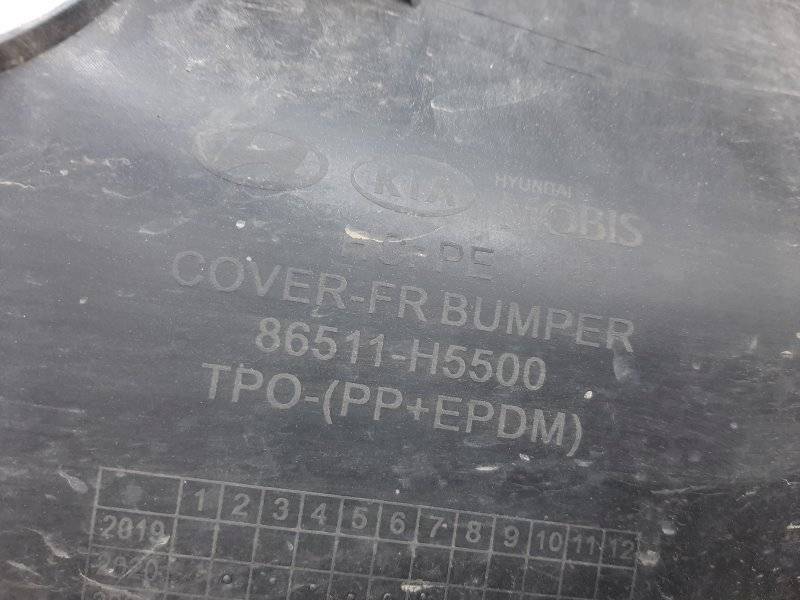 KIA
HYUNDAI
MOBIS
COVER-FR BUMPER
86511-H5500
TPO-(PP+EPDM)
1 2 3 4 5 6 7 8 9 10 11 12
2019
2020